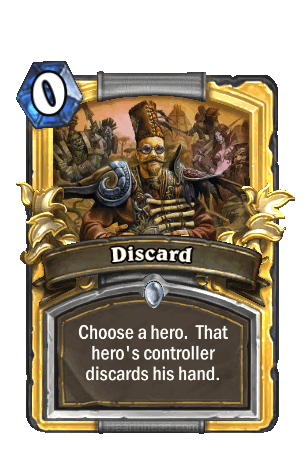 0
Discard
Choose a hero. That
hero's controller
discards his hand.